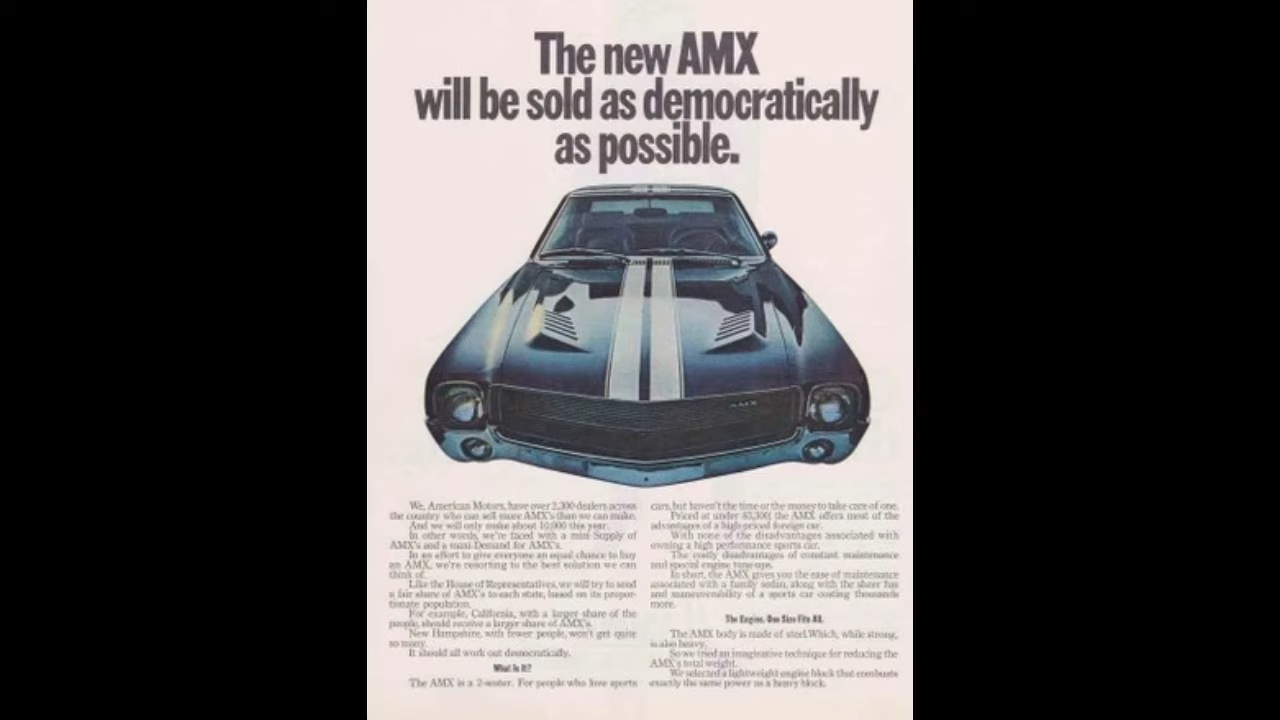 The new AMX
will be sold as democratically
as possible.
AMX
We, American Motors, have over 2,300 dealers across
the country who can sell more AMX's than we can make.
And we will only make about 10,000 this year.
In other words, we're faced with a mini-Supply of
AMX's and a maxi-Demand for AMX's.
In an effort to give everyone an equal chance to buy
an AMX, we're resorting to the best solution we can
think of.
Like the House of Representatives, we will try to send
a fair share of AMX's to each state, based on its propor-
tionate population.
For example, California, with a larger share of the
people, should receive a larger share of AMX's.
New Hampshire, with fewer people, won't get quite
so many.
It should all work out democratically.
What is it?
The AMX is a 2-seater. For people who love sports
cars, but haven't the time or the money to take care of one.
Priced at under $3,300, the AMX offers most of the
advantages of a high-priced foreign car.
With none of the disadvantages associated with
owning a high performance sports car.
The costly disadvantages of constant maintenance
and special engine tune-ups.
In short, the AMX gives you the ease of maintenance
associated with a family sedan, along with the sheer fun
and maneuverability of a sports car costing thousands
more.
The Engine. One Size Fits All.
The AMX body is made of steel. Which, while strong,
is also heavy.
So we tried an imaginative technique for reducing the
AMX's total weight.
We selected a lightweight engine block that combusts
exactly the same power as a heavy block.